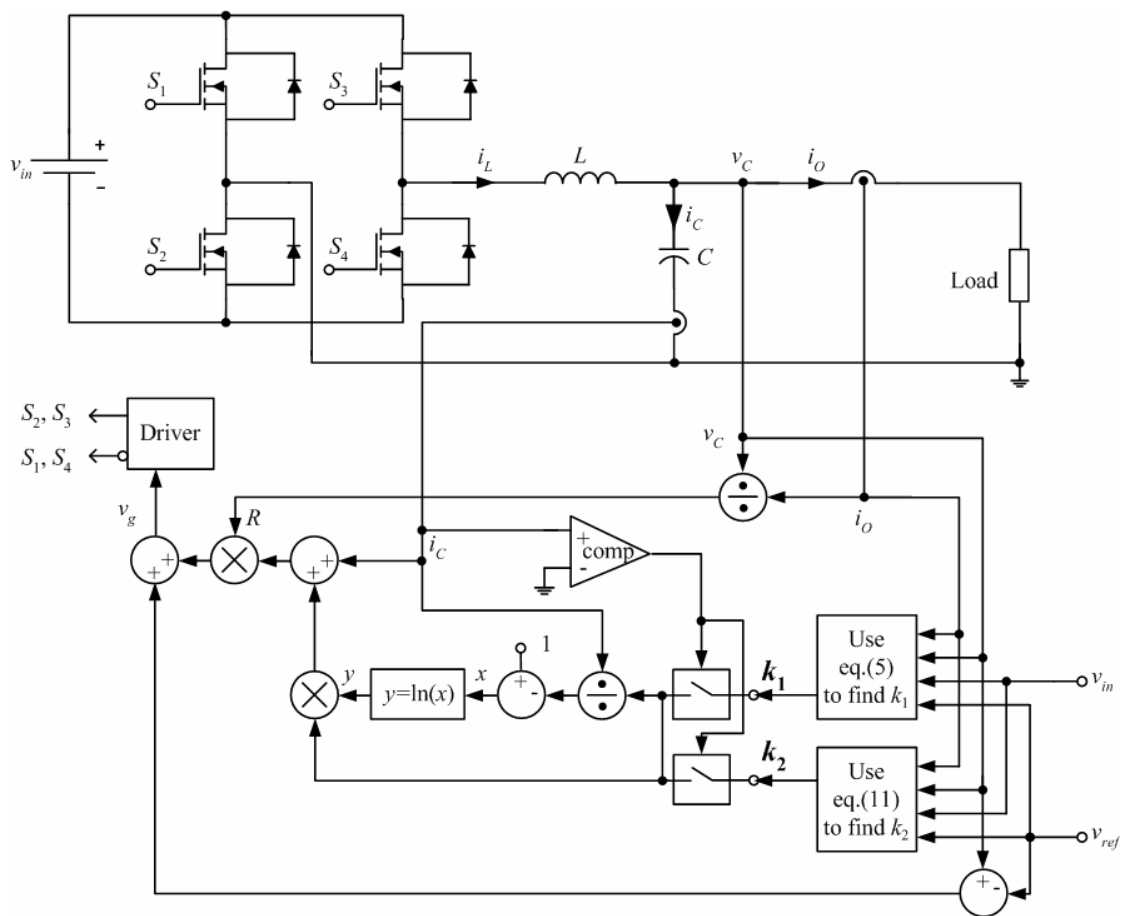 S1
S3
+
vin
-
iL
L
vC
iO
iC
C
S2
S4
Load
S2, S3
S1, S4
Driver
vC
vg
R
iC
iO
+
+
+
+
+
comp
-
1
y
y=ln(x)
x
+
-
k1
Use
eq.(5)
to find k1
vin
k2
Use
eq.(11)
to find k2
vref
+
-